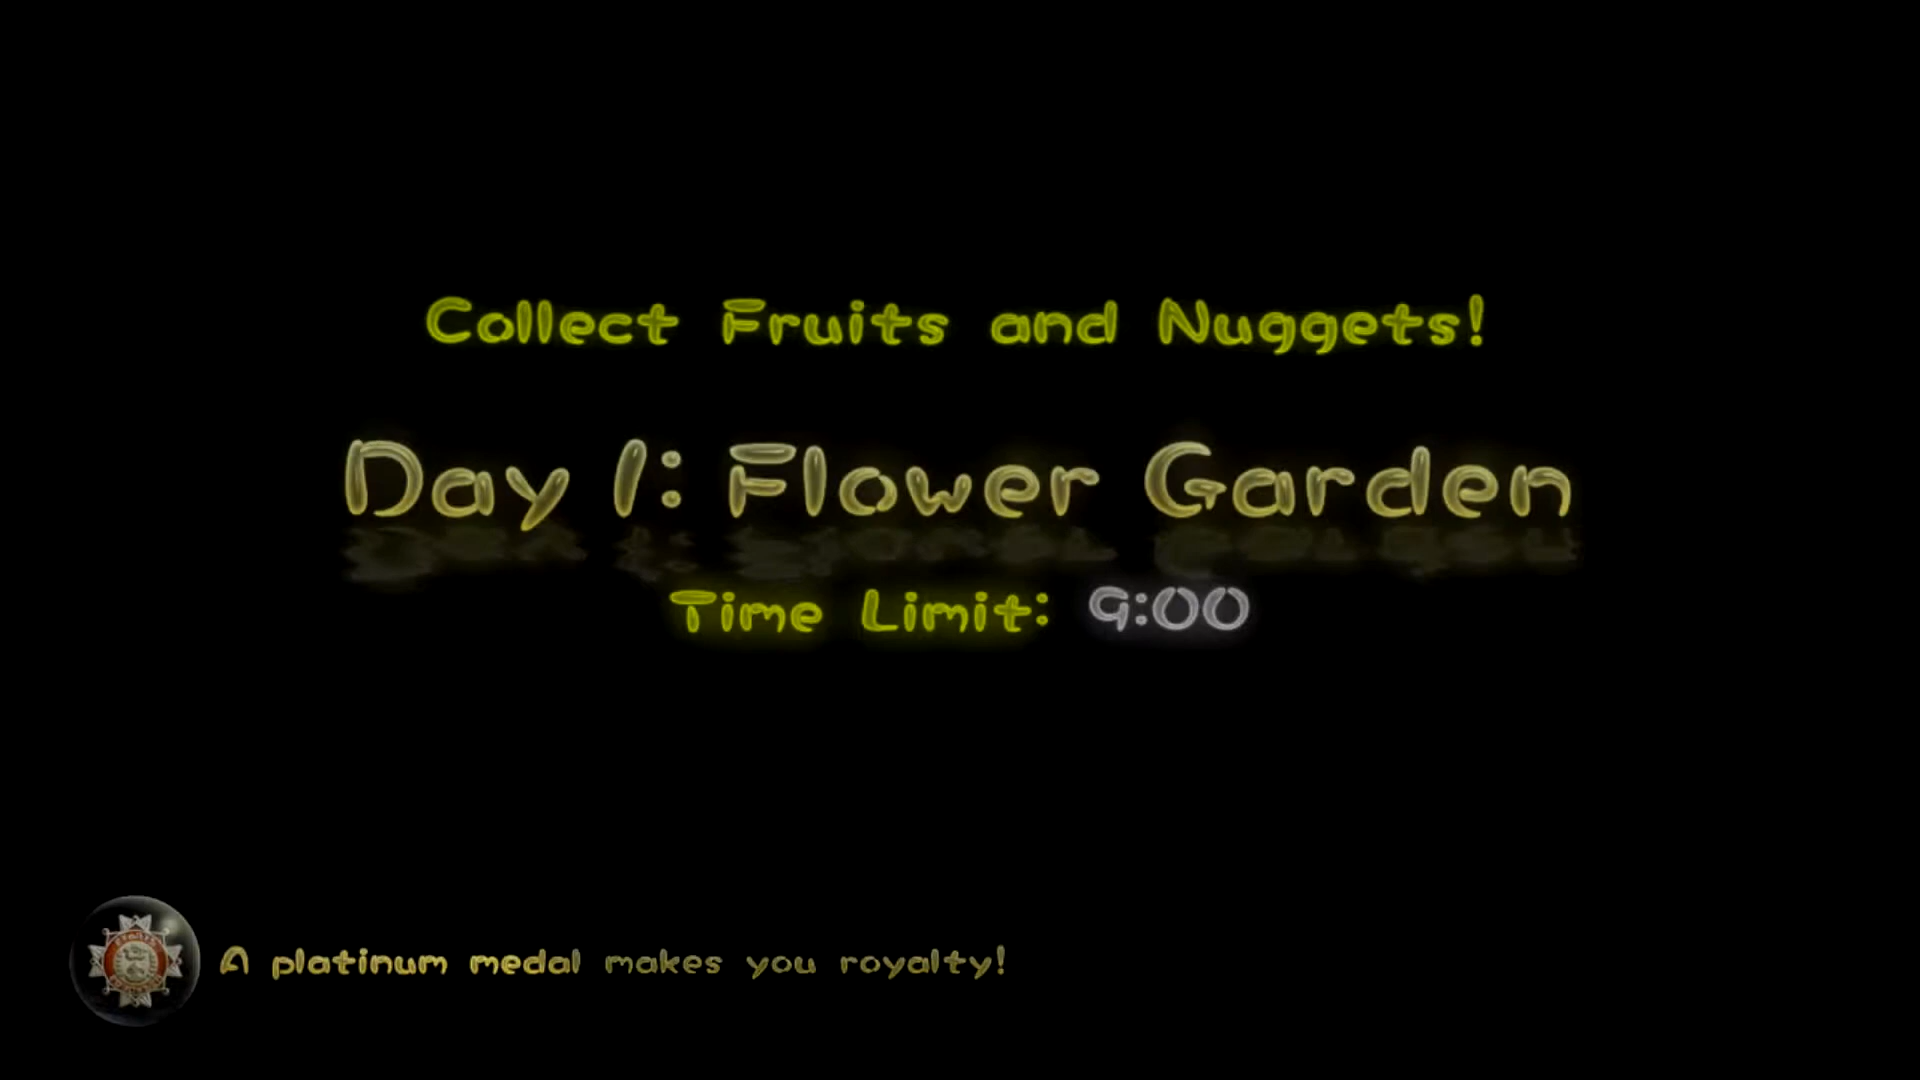 Collect Fruits and Nuggets!
Day 1: Flower Garden
Time Limit: 9:00
A platinum medal makes you royalty!